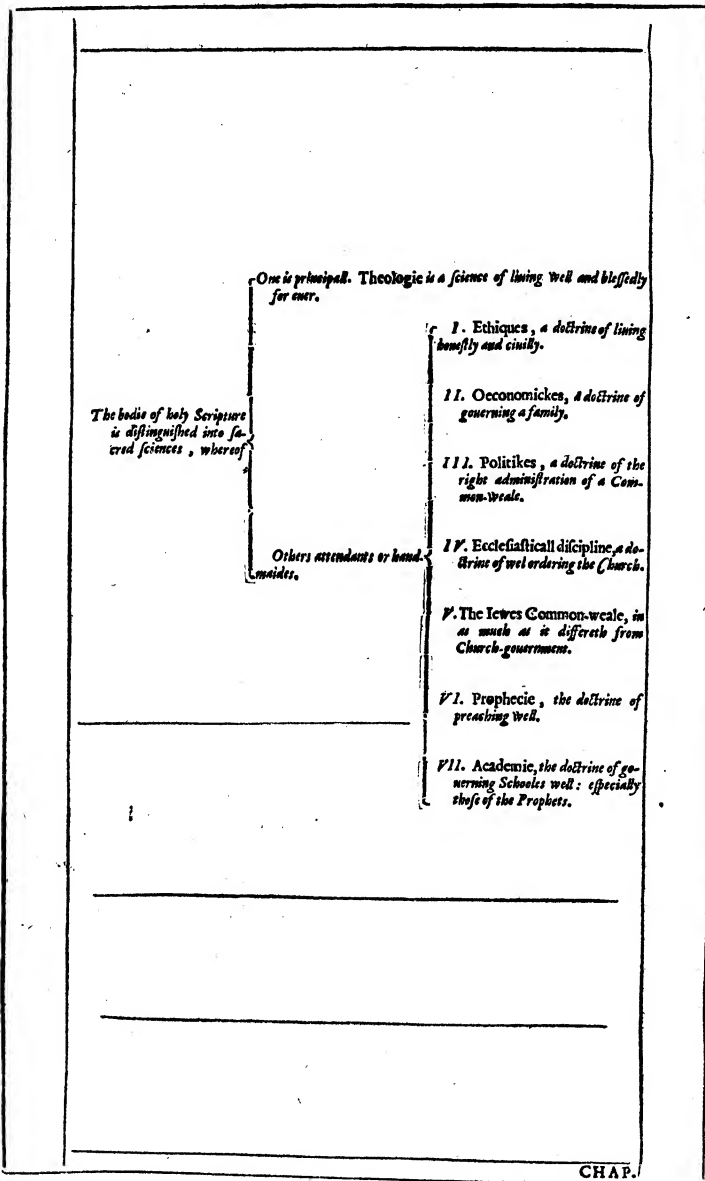 One is principall. Theologie is a ſcience of liuing well and bleſſedly
for euer.
The bodie of holy Scripture
is diſtinguiſhed into ſa-
cred ſciences , whereof
Others attendants or hand-
maides.
I. Ethiques, a doctrine of liuing
honeſtly and ciuilly.
II. Oeconomickes, a doctrine of
gouerning a family.
III. Politikes, a doctrine of the
right adminiſtration of a Com-
mon-weale.
IV. Eccleſiaſticall diſcipline, a do-
ctrine of wel ordering the Church.
V. The Iewes Common-weale, in
as much as it differeth from
Church-gouernment.
VI. Prophecie, the doctrine of
preaching well.
VII. Academie, the doctrine of go-
uerning Schooles well: eſpecially
thoſe of the Prophets.
CHAP.